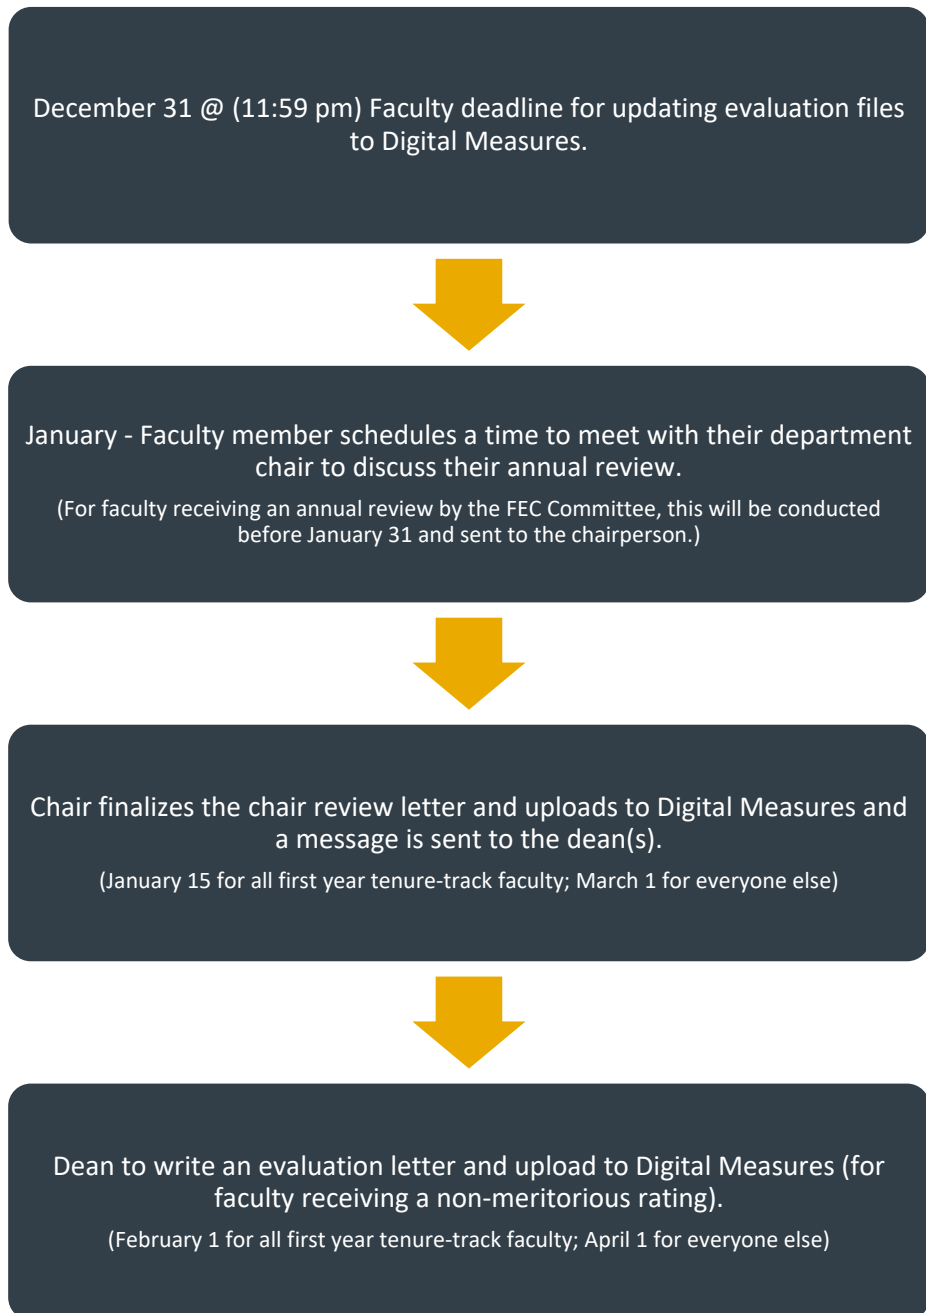 December 31 @ (11:59 pm) Faculty deadline for updating evaluation files
to Digital Measures.
January - Faculty member schedules a time to meet with their department
chair to discuss their annual review.
(For faculty receiving an annual review by the FEC Committee, this will be conducted
before January 31 and sent to the chairperson.)
Chair finalizes the chair review letter and uploads to Digital Measures and
a message is sent to the dean(s).
(January 15 for all first year tenure-track faculty; March 1 for everyone else)
Dean to write an evaluation letter and upload to Digital Measures (for
faculty receiving a non-meritorious rating).
(February 1 for all first year tenure-track faculty; April 1 for everyone else)